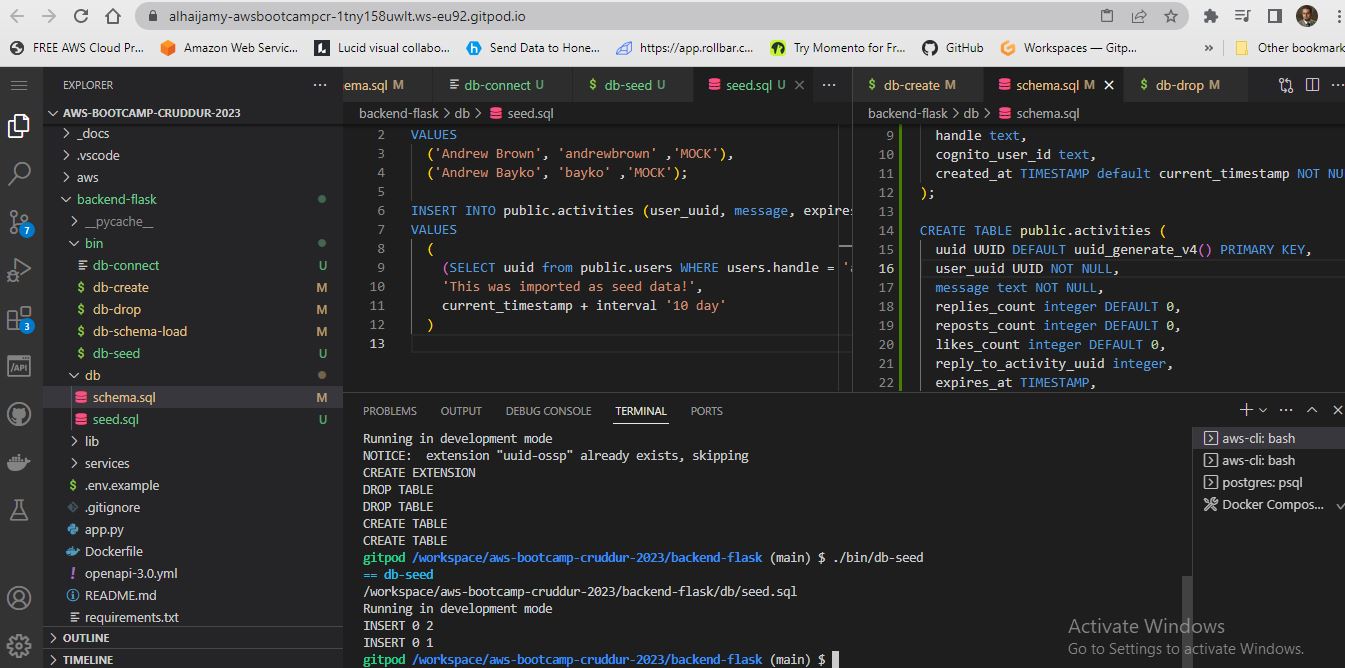 alhaijamy-awsbootcampcr-1tny158uwlt.ws-eu92.gitpod.io
FREE AWS Cloud Pr... Amazon Web Servic... Lucid visual collabo... Send Data to Hone... https://app.rollbar.c... Try Momento for Fr... GitHub Workspaces — Gitp... » Other bookmark
EXPLORER ...
AWS-BOOTCAMP-CRUDDUR-2023
_docs
.vscode
aws
backend-flask
__pycache__
bin
db-connect U
db-create M
db-drop M
db-schema-load M
db-seed U
db
schema.sql M
seed.sql U
lib
services
.env.example
.gitignore
app.py
Dockerfile
openapi-3.0.yml
README.md
requirements.txt
OUTLINE
TIMELINE
7
3
/API
ema.sql M db-connect U $ db-seed U seed.sql U ...
backend-flask > db > seed.sql
2 VALUES
3 ('Andrew Brown', 'andrewbrown' ,'MOCK'),
4 ('Andrew Bayko', 'bayko' ,'MOCK');
5
6 INSERT INTO public.activities (user_uuid, message, expires
7 VALUES
8 (
9 (SELECT uuid from public.users WHERE users.handle = 'a
10 'This was imported as seed data!',
11 current_timestamp + interval '10 day'
12 )
13
$ db-create M schema.sql M $ db-drop M
backend-flask > db > schema.sql
9 handle text,
10 cognito_user_id text,
11 created_at TIMESTAMP default current_timestamp NOT NU
12 );
13
14 CREATE TABLE public.activities (
15 uuid UUID DEFAULT uuid_generate_v4() PRIMARY KEY,
16 user_uuid UUID NOT NULL,
17 message text NOT NULL,
18 replies_count integer DEFAULT 0,
19 reposts_count integer DEFAULT 0,
20 likes_count integer DEFAULT 0,
21 reply_to_activity_uuid integer,
22 expires_at TIMESTAMP,
PROBLEMS OUTPUT DEBUG CONSOLE TERMINAL PORTS
Running in development mode
NOTICE:  extension "uuid-ossp" already exists, skipping
CREATE EXTENSION
DROP TABLE
DROP TABLE
CREATE TABLE
CREATE TABLE
gitpod /workspace/aws-bootcamp-cruddur-2023/backend-flask (main) $ ./bin/db-seed
== db-seed
/workspace/aws-bootcamp-cruddur-2023/backend-flask/db/seed.sql
Running in development mode
INSERT 0 2
INSERT 0 1
gitpod /workspace/aws-bootcamp-cruddur-2023/backend-flask (main) $
aws-cli: bash
aws-cli: bash
postgres: psql
Docker Compos...
Activate Windows
Go to Settings to activate Windows.